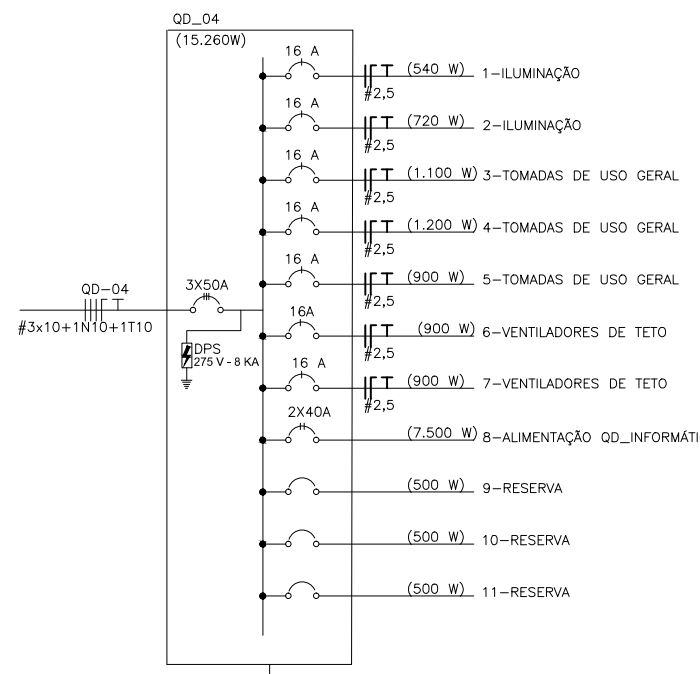 QD_04
(15.260W)
16 A
(540 W) 1-ILUMINAÇÃO
#2,5
16 A
(720 W) 2-ILUMINAÇÃO
#2,5
16 A
(1.100 W) 3-TOMADAS DE USO GERAL
#2,5
16 A
(1.200 W) 4-TOMADAS DE USO GERAL
#2,5
16 A
(900 W) 5-TOMADAS DE USO GERAL
#2,5
QD-04
3X50A
#3x10+1N10+1T10
16A
(900 W) 6-VENTILADORES DE TETO
#2,5
DPS
275 V - 8 KA
16 A
(900 W) 7-VENTILADORES DE TETO
#2,5
2X40A
(7.500 W) 8-ALIMENTAÇÃO QD_INFORMÁTI
(500 W) 9-RESERVA
(500 W) 10-RESERVA
(500 W) 11-RESERVA